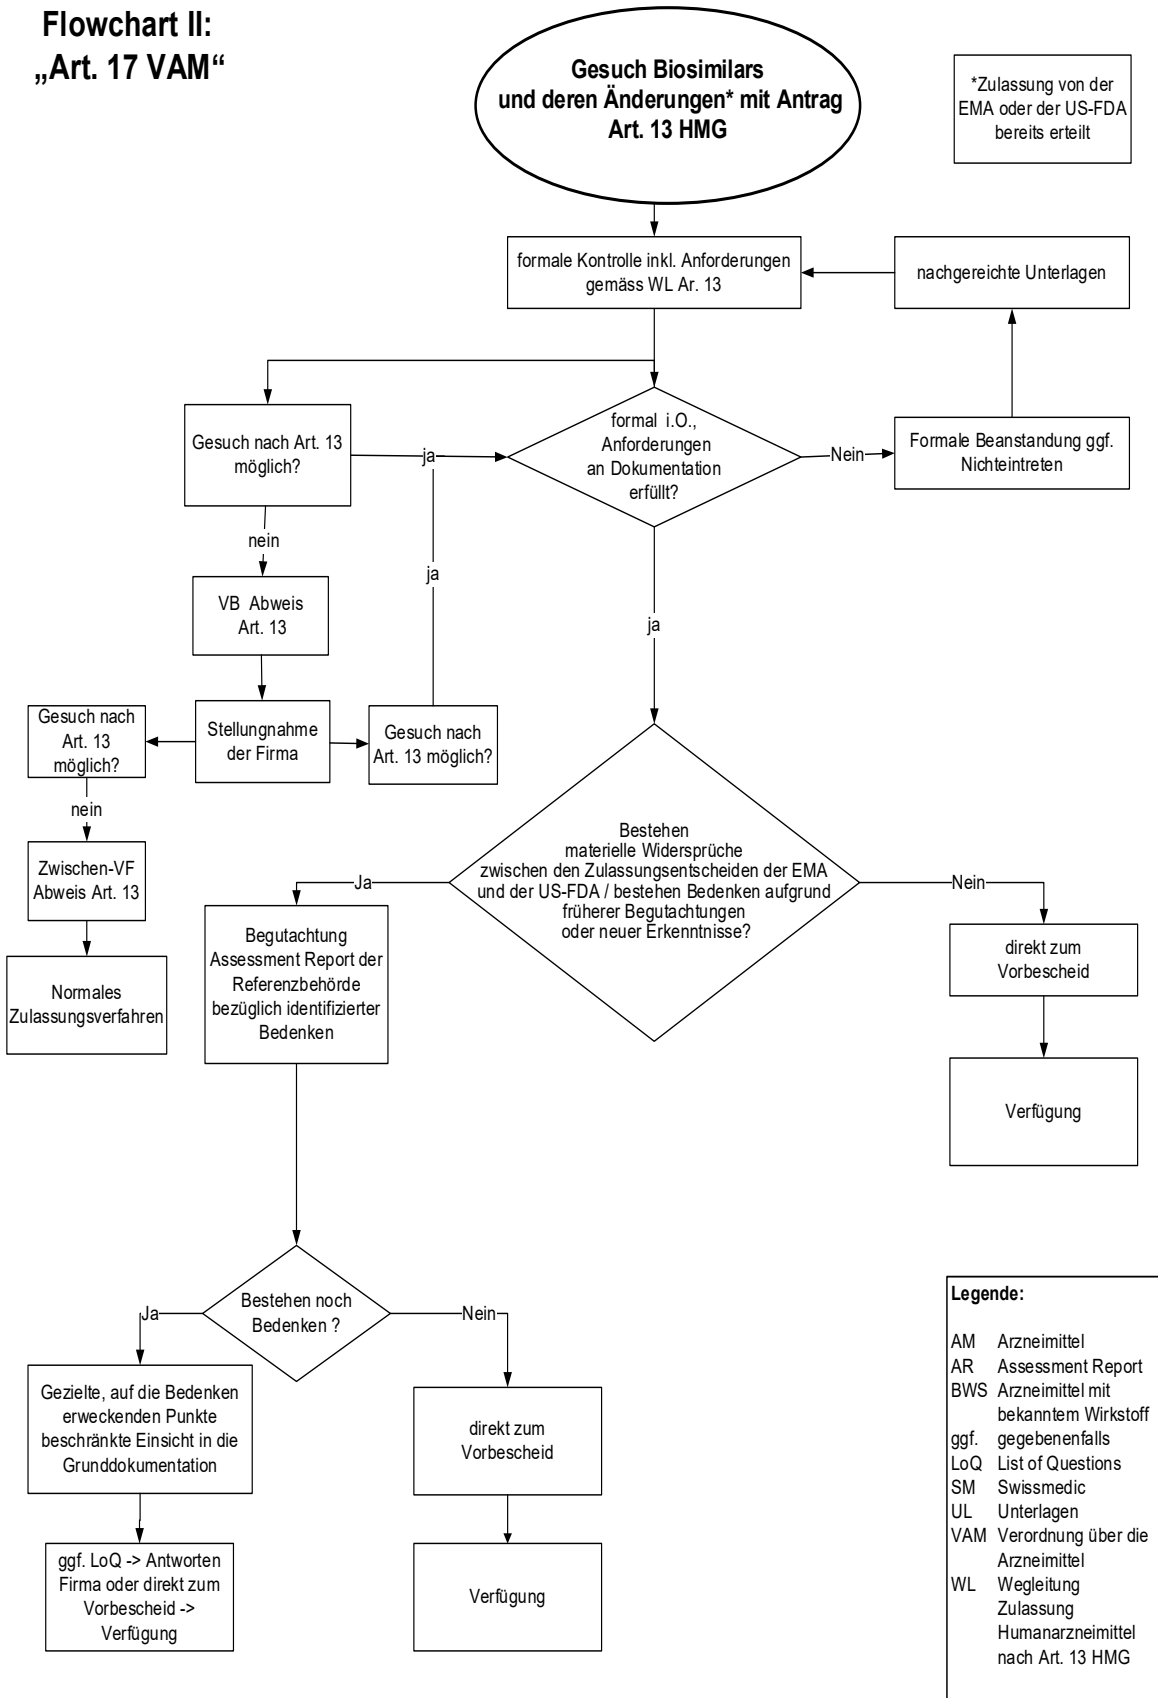 Flowchart II:
„Art. 17 VAM“
Gesuch Biosimilars
und deren Änderungen* mit Antrag
Art. 13 HMG
*Zulassung von der
EMA oder der US-FDA
bereits erteilt
formale Kontrolle inkl. Anforderungen
gemäss WL Ar. 13
nachgereichte Unterlagen
Gesuch nach Art. 13
möglich?
ja
formal i.O.,
Anforderungen
an Dokumentation
erfüllt?
Nein
Formale Beanstandung ggf.
Nichteintreten
nein
ja
VB Abweis
Art. 13
ja
Gesuch nach
Art. 13
möglich?
Stellungnahme
der Firma
Gesuch nach
Art. 13 möglich?
nein
Zwischen-VF
Abweis Art. 13
Normales
Zulassungsverfahren
Bestehen
materielle Widersprüche
zwischen den Zulassungsentscheiden der EMA
und der US-FDA / bestehen Bedenken aufgrund
früherer Begutachtungen
oder neuer Erkenntnisse?
Ja
Nein
Begutachtung
Assessment Report der
Referenzbehörde
bezüglich identifizierter
Bedenken
direkt zum
Vorbescheid
Verfügung
Bestehen noch
Bedenken ?
Ja
Nein
Gezielte, auf die Bedenken
erweckenden Punkte
beschränkte Einsicht in die
Grunddokumentation
direkt zum
Vorbescheid
ggf. LoQ -> Antworten
Firma oder direkt zum
Vorbescheid ->
Verfügung
Verfügung
Legende:
AM Arzneimittel
AR Assessment Report
BWS Arzneimittel mit
bekanntem Wirkstoff
ggf. gegebenenfalls
LoQ List of Questions
SM Swissmedic
UL Unterlagen
VAM Verordnung über die
Arzneimittel
WL Wegleitung
Zulassung
Humanarzneimittel
nach Art. 13 HMG